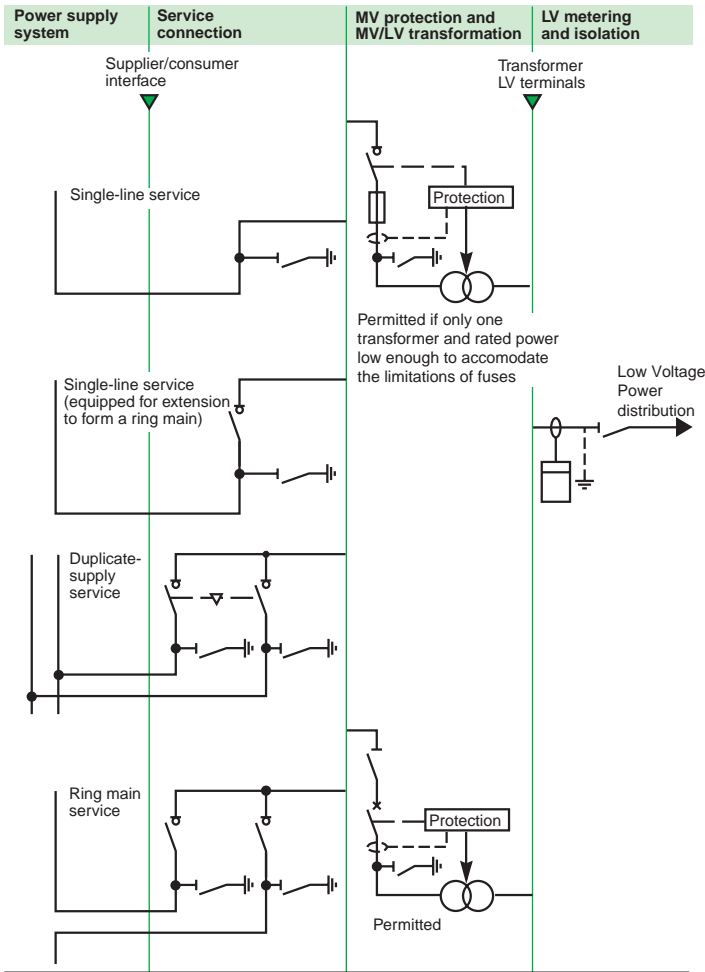 Power supply
system
Service
connection
MV protection and
MV/LV transformation
LV metering
and isolation
Supplier/consumer
interface
Transformer
LV terminals
Single-line service
Protection
Permitted if only one
transformer and rated power
low enough to accomodate
the limitations of fuses
Single-line service
(equipped for extension
to form a ring main)
Low Voltage
Power
distribution
Duplicate-
supply
service
Ring main
service
Protection
Permitted